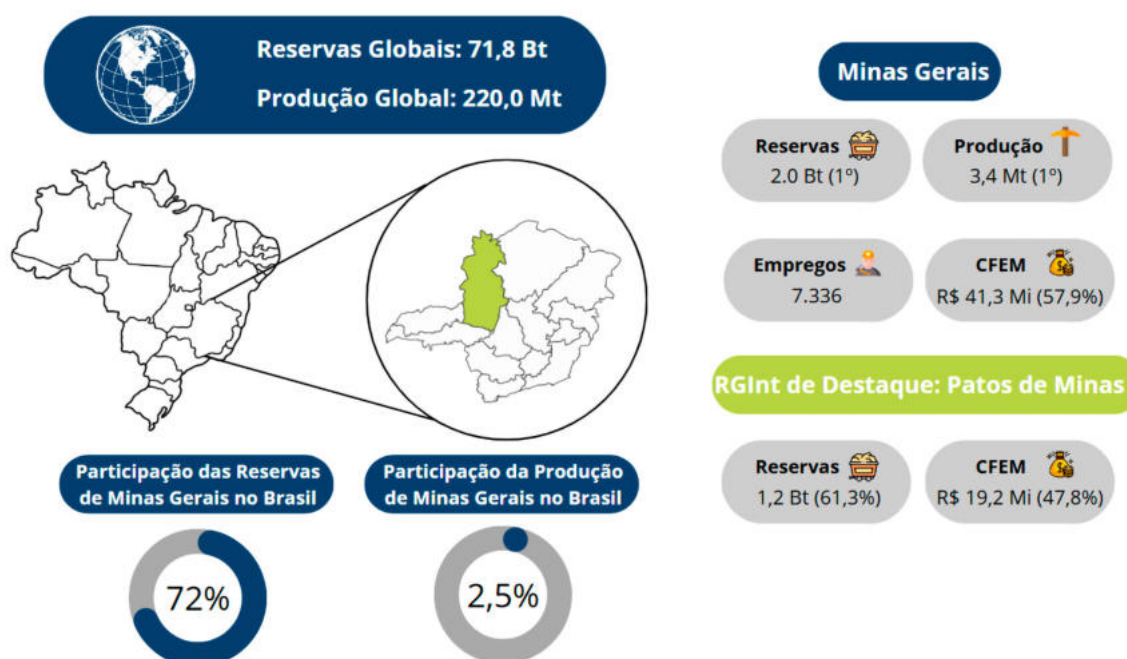 Reservas Globais: 71,8 Bt
Produção Global: 220,0 Mt
Minas Gerais
Reservas
2.0 Bt (1º)
Produção
3,4 Mt (1º)
Empregos
7.336
CFEM
R$ 41,3 Mi (57,9%)
RGInt de Destaque: Patos de Minas
Reservas
1,2 Bt (61,3%)
CFEM
R$ 19,2 Mi (47,8%)
Participação das Reservas
de Minas Gerais no Brasil
72%
Participação da Produção
de Minas Gerais no Brasil
2,5%